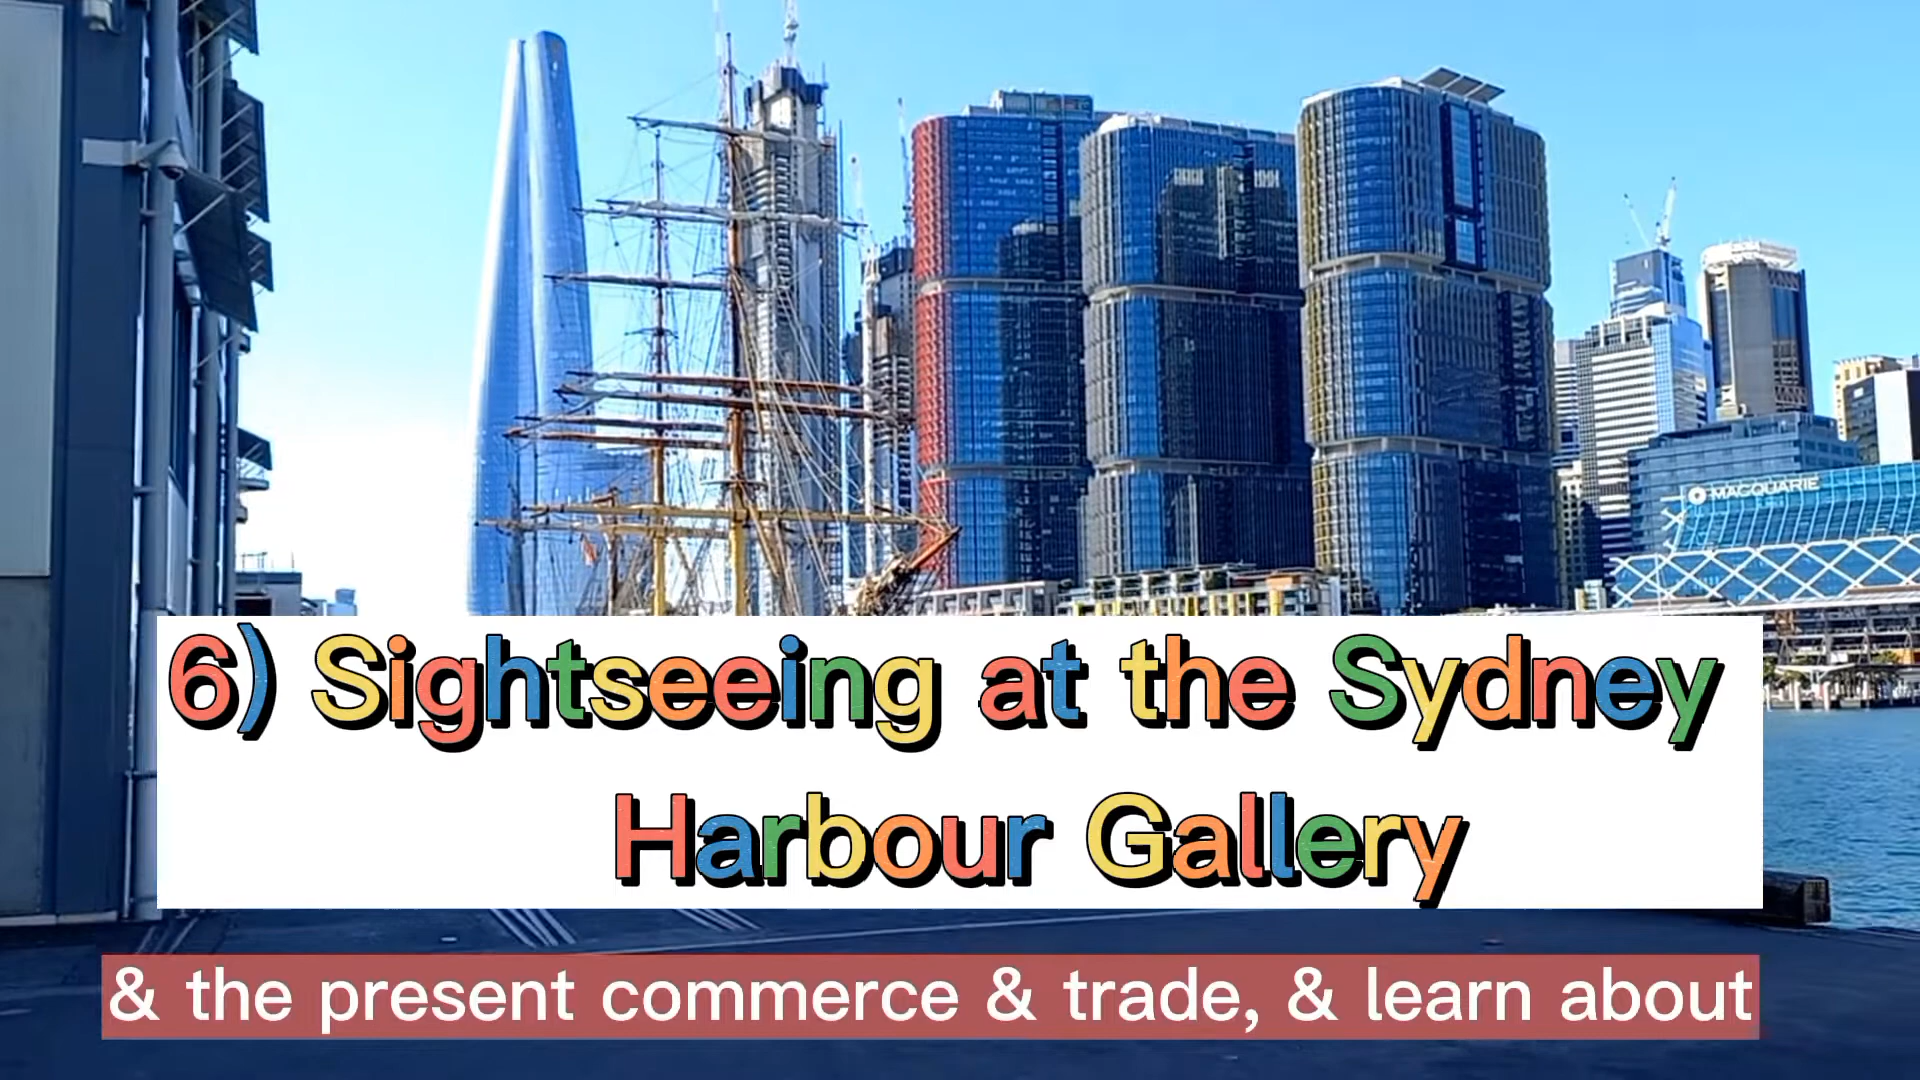 MACQUARIE
6) Sightseeing at the Sydney
Harbour Gallery
& the present commerce & trade, & learn about